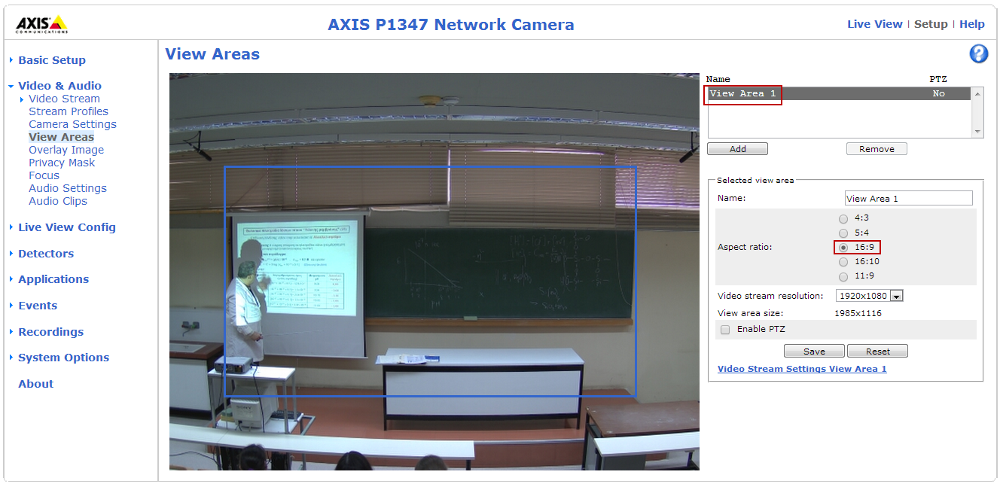 AXIS
COMMUNICATIONS
AXIS P1347 Network Camera
Live View | Setup | Help
Basic Setup
Video & Audio
Video Stream
Stream Profiles
Camera Settings
View Areas
Overlay Image
Privacy Mask
Focus
Audio Settings
Audio Clips
Live View Config
Detectors
Applications
Events
Recordings
System Options
About
View Areas
?
Name PTZ
View Area 1 No
Add Remove
Selected view area
Name: View Area 1
Aspect ratio:
4:3
5:4
16:9
16:10
11:9
Video stream resolution: 1920x1080
View area size: 1985x1116
Enable PTZ
Save Reset
Video Stream Settings View Area 1